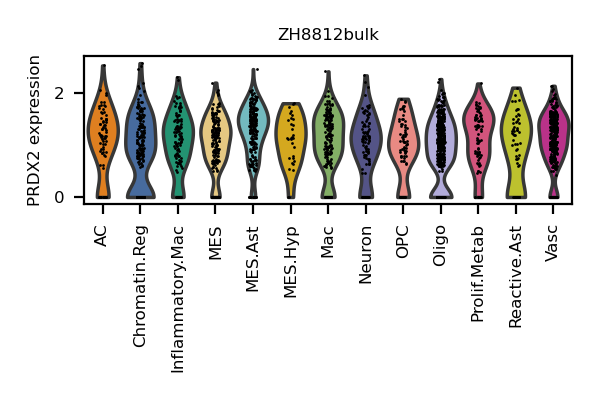 ZH8812bulk
PRDX2 expression
2
0
AC
Chromatin.Reg
Inflammatory.Mac
MES
MES.Ast
MES.Hyp
Mac
Neuron
OPC
Oligo
Prolif.Metab
Reactive.Ast
Vasc